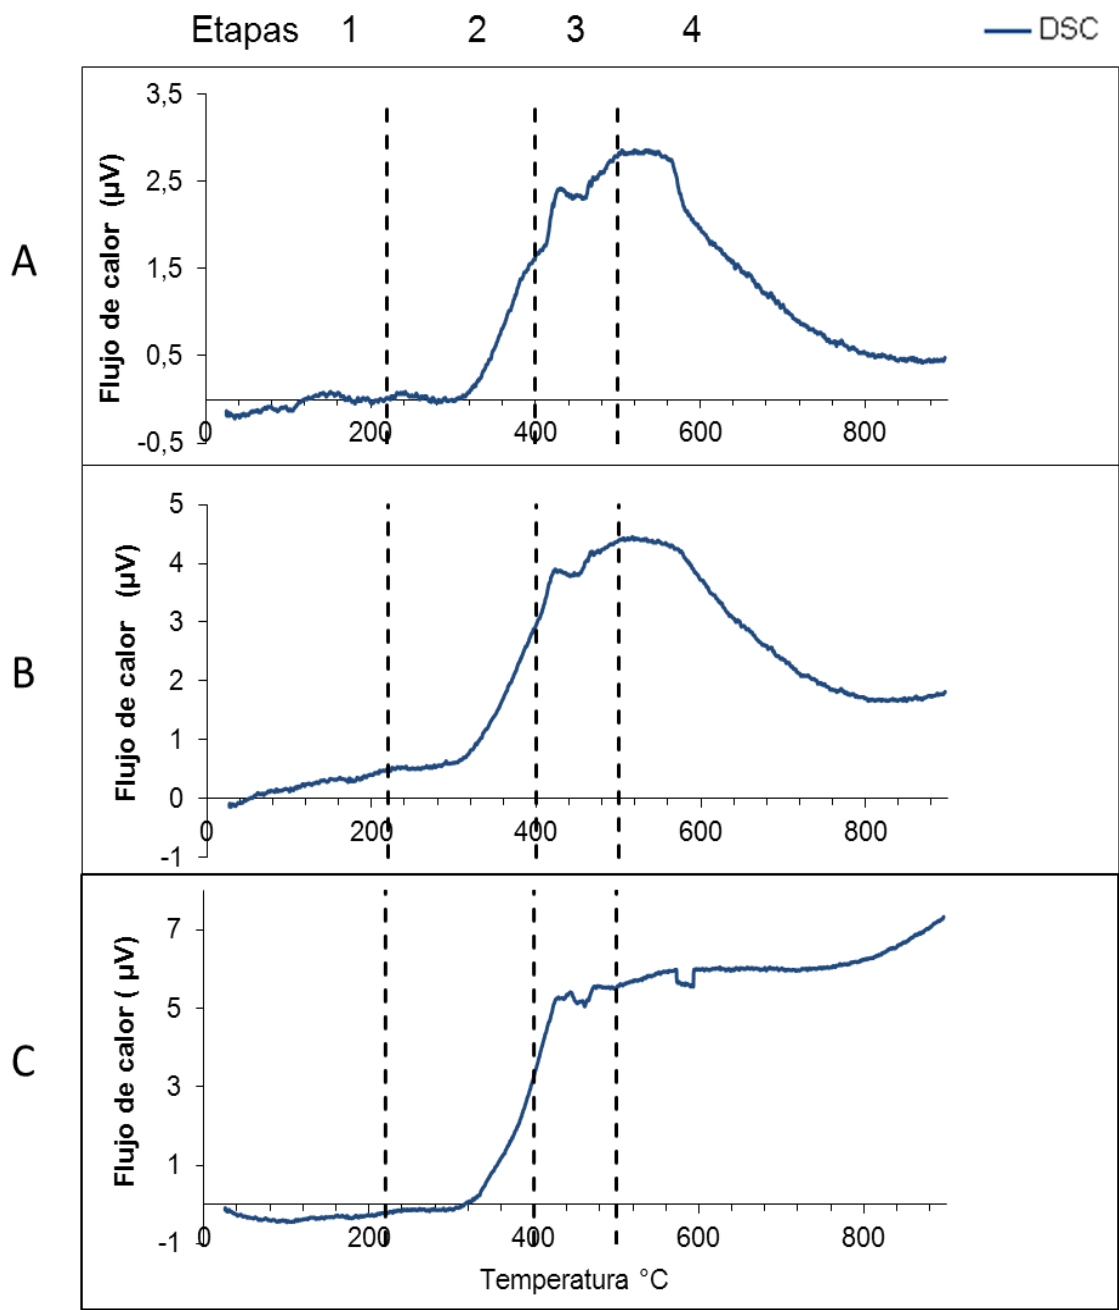 Etapas 1 2 3 4 DSC
A
Flujo de calor (µV)
3,5
2,5
1,5
0,5
-0,5
0 200 400 600 800
B
Flujo de calor (µV)
5
4
3
2
1
0
-1
0 200 400 600 800
C
Flujo de calor ( µV)
7
5
3
1
-1
0 200 400 600 800
Temperatura °C